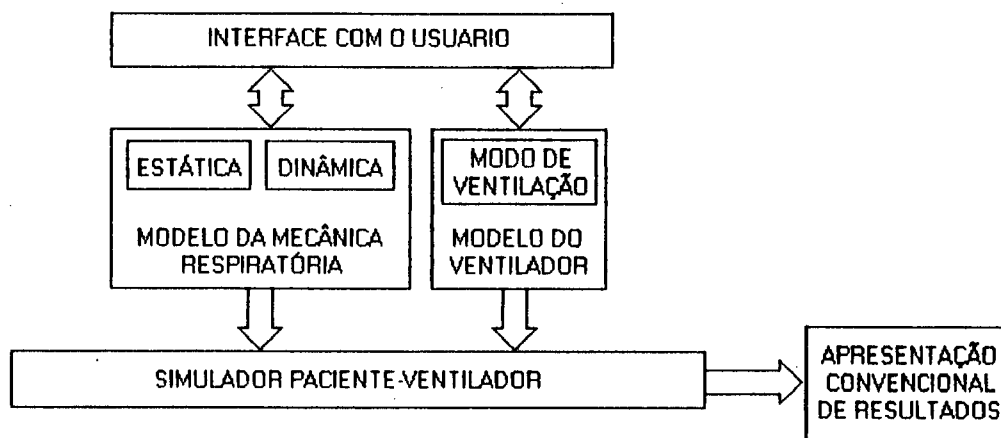 INTERFACE COM O USUARIO
ESTÁTICA
DINÂMICA
MODELO DA MECÂNICA
RESPIRATÓRIA
MODO DE
VENTILAÇÃO
MODELO DO
VENTILADOR
SIMULADOR PACIENTE-VENTILADOR
APRESENTAÇÃO
CONVENCIONAL
DE RESULTADOS